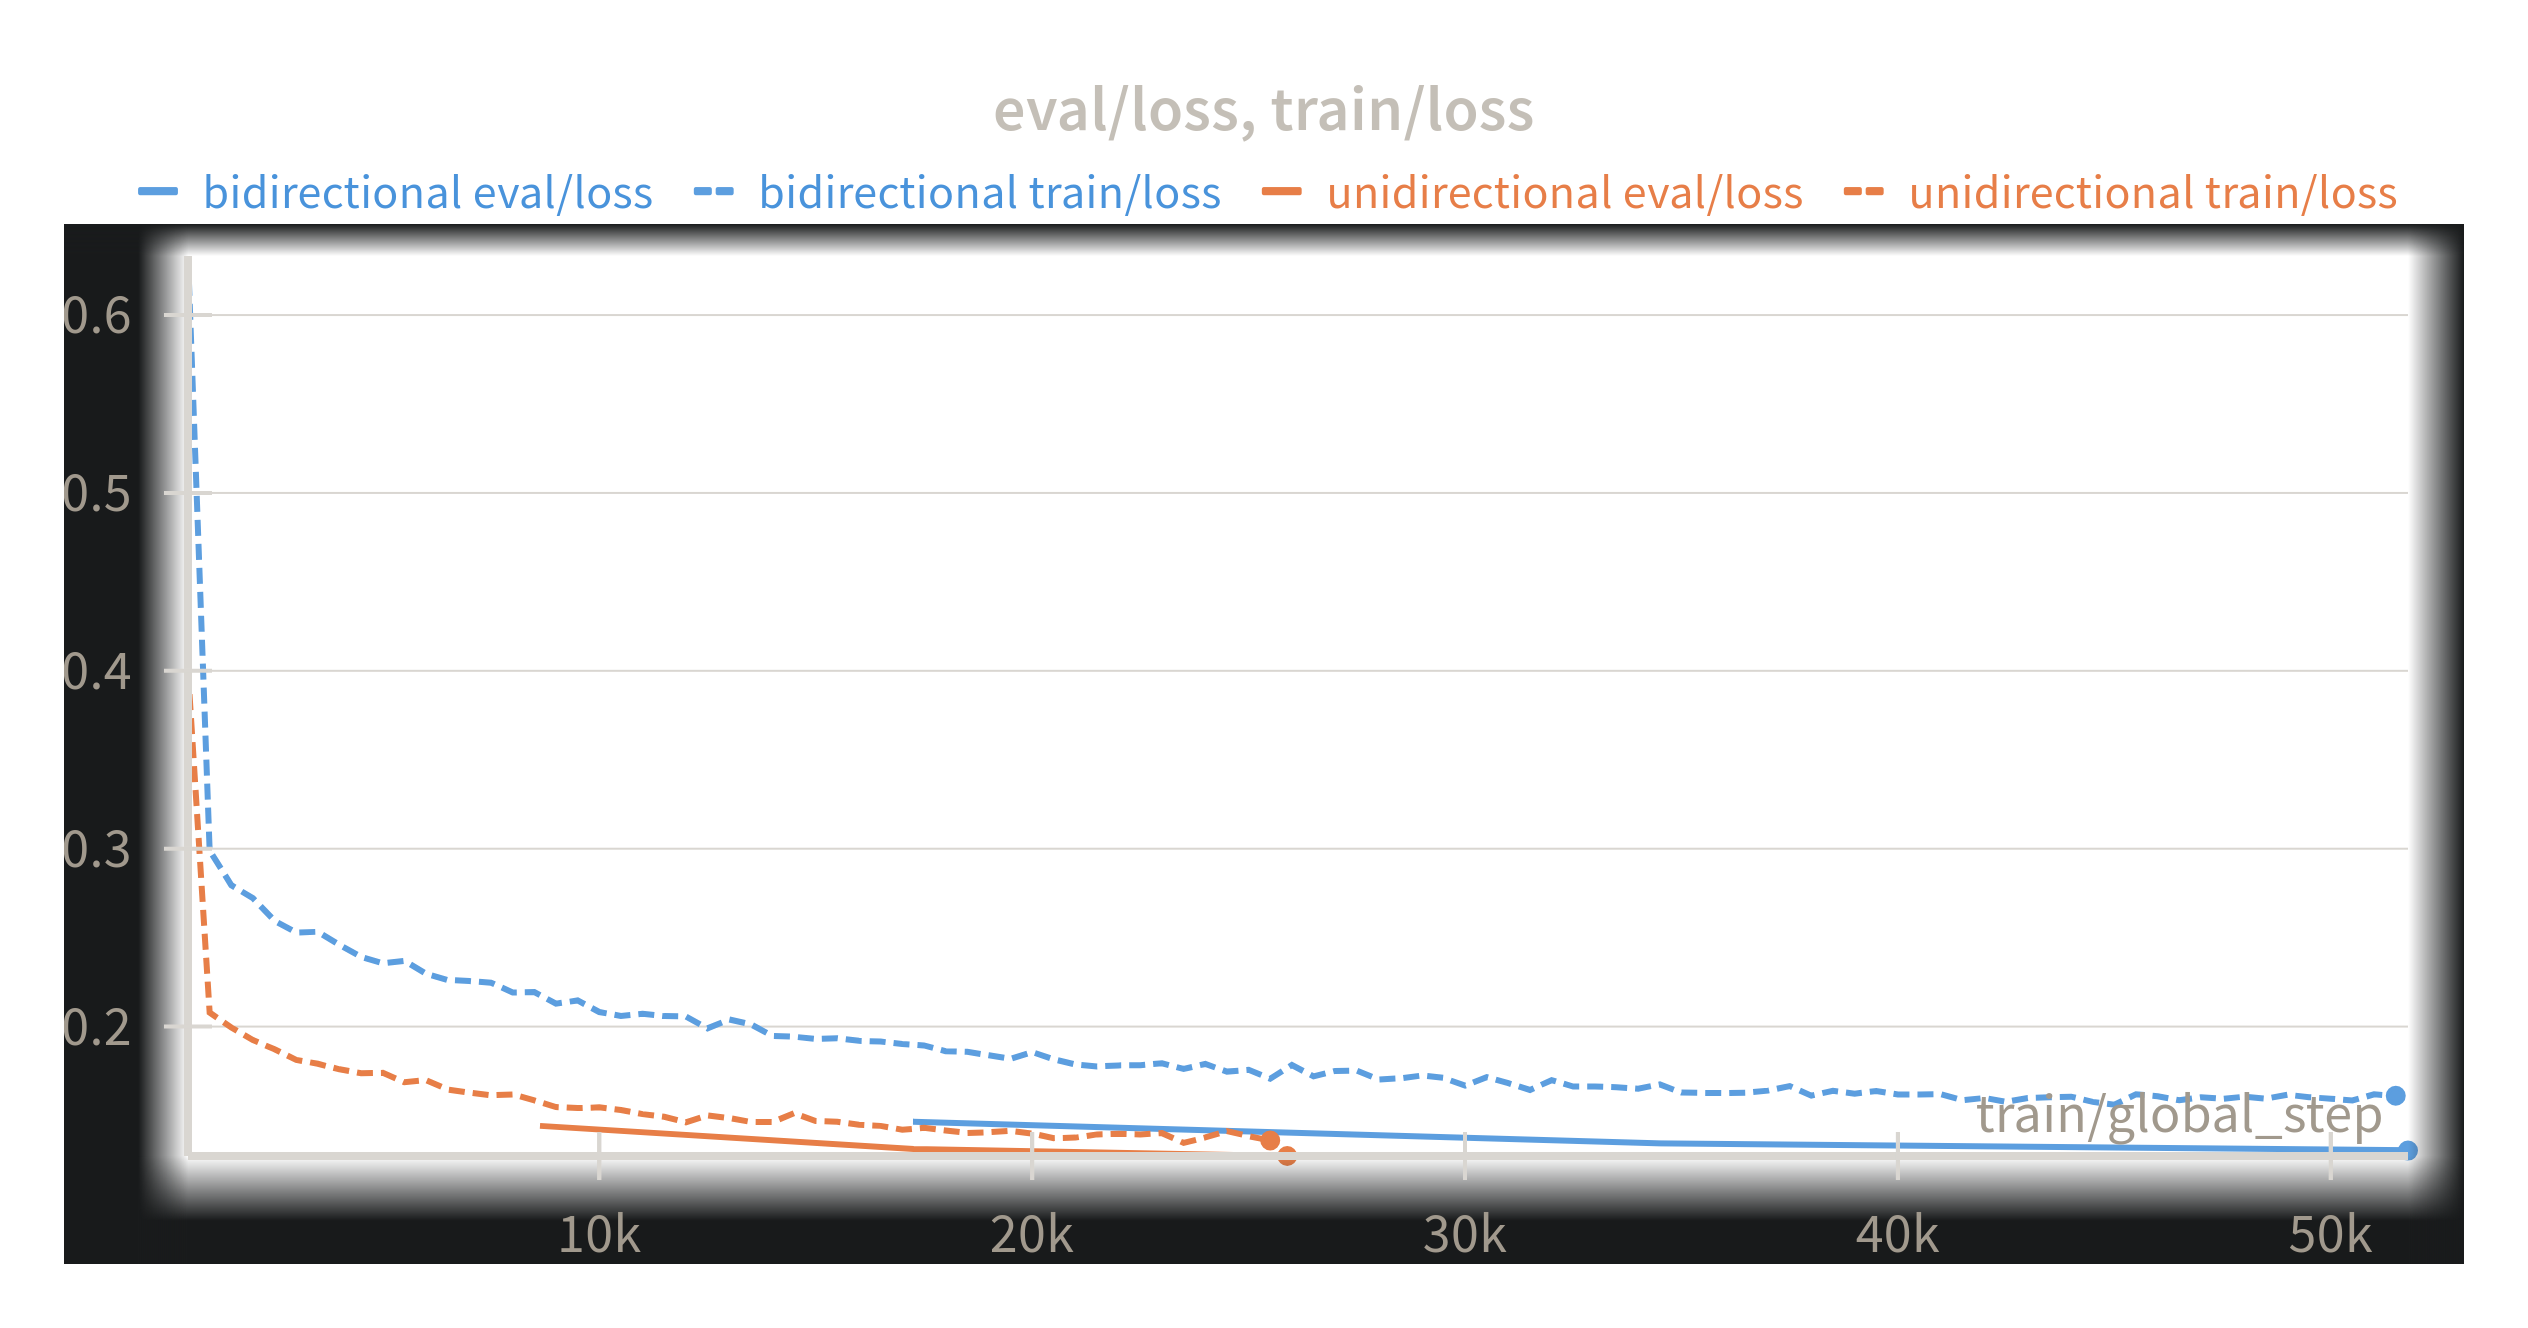 eval/loss, train/loss
bidirectional eval/loss bidirectional train/loss unidirectional eval/loss unidirectional train/loss
0.6
0.5
0.4
0.3
0.2
train/global_step
10k 20k 30k 40k 50k